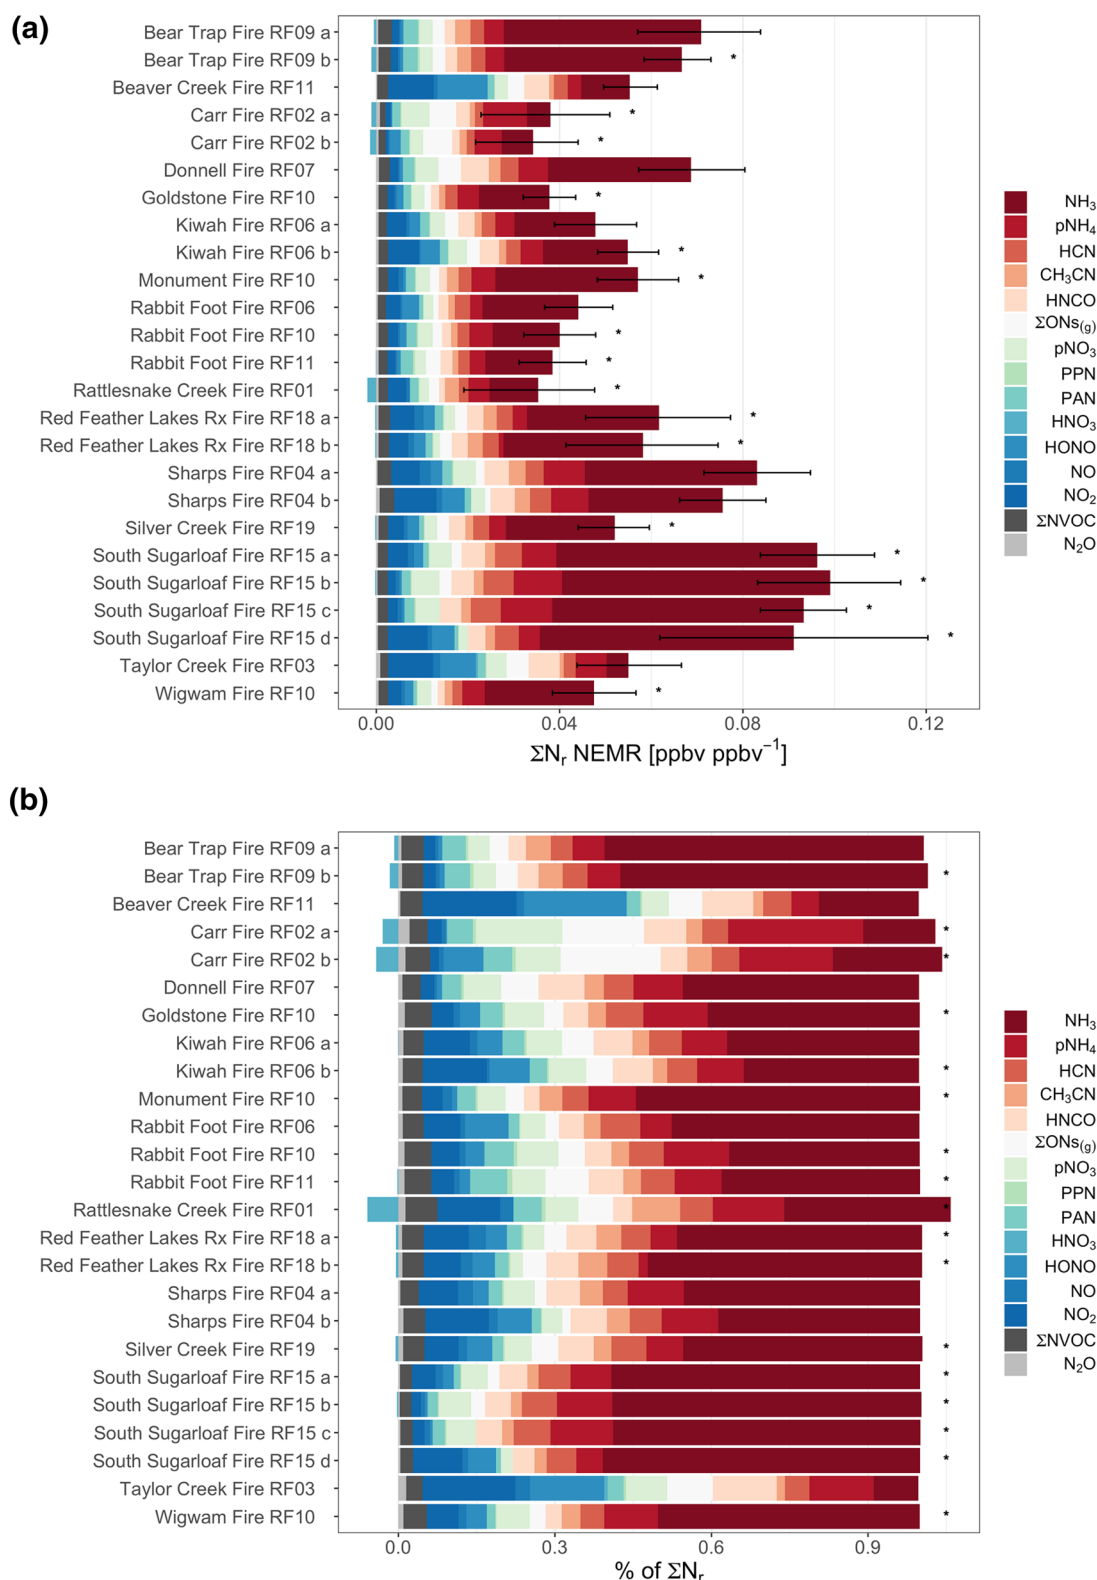 (a)
Bear Trap Fire RF09 a
Bear Trap Fire RF09 b
*
Beaver Creek Fire RF11
Carr Fire RF02 a
*
Carr Fire RF02 b
*
Donnell Fire RF07
Goldstone Fire RF10
*
Kiwah Fire RF06 a
Kiwah Fire RF06 b
*
Monument Fire RF10
*
Rabbit Foot Fire RF06
Rabbit Foot Fire RF10
*
Rabbit Foot Fire RF11
*
Rattlesnake Creek Fire RF01
*
Red Feather Lakes Rx Fire RF18 a
*
Red Feather Lakes Rx Fire RF18 b
*
Sharps Fire RF04 a
Sharps Fire RF04 b
Silver Creek Fire RF19
*
South Sugarloaf Fire RF15 a
*
South Sugarloaf Fire RF15 b
*
South Sugarloaf Fire RF15 c
*
South Sugarloaf Fire RF15 d
*
Taylor Creek Fire RF03
Wigwam Fire RF10
*
0.00 0.04 0.08 0.12
ΣNr NEMR [ppbv ppbv⁻¹]
NH₃
pNH₄
HCN
CH₃CN
HNCO
ΣONs(g)
pNO₃
PPN
PAN
HNO₃
HONO
NO
NO₂
ΣNVOC
N₂O
(b)
Bear Trap Fire RF09 a
Bear Trap Fire RF09 b
*
Beaver Creek Fire RF11
Carr Fire RF02 a
*
Carr Fire RF02 b
*
Donnell Fire RF07
Goldstone Fire RF10
*
Kiwah Fire RF06 a
Kiwah Fire RF06 b
*
Monument Fire RF10
*
Rabbit Foot Fire RF06
Rabbit Foot Fire RF10
*
Rabbit Foot Fire RF11
*
Rattlesnake Creek Fire RF01
*
Red Feather Lakes Rx Fire RF18 a
*
Red Feather Lakes Rx Fire RF18 b
*
Sharps Fire RF04 a
Sharps Fire RF04 b
Silver Creek Fire RF19
*
South Sugarloaf Fire RF15 a
*
South Sugarloaf Fire RF15 b
*
South Sugarloaf Fire RF15 c
*
South Sugarloaf Fire RF15 d
*
Taylor Creek Fire RF03
Wigwam Fire RF10
*
0.0 0.3 0.6 0.9
% of ΣNr
NH₃
pNH₄
HCN
CH₃CN
HNCO
ΣONs(g)
pNO₃
PPN
PAN
HNO₃
HONO
NO
NO₂
ΣNVOC
N₂O